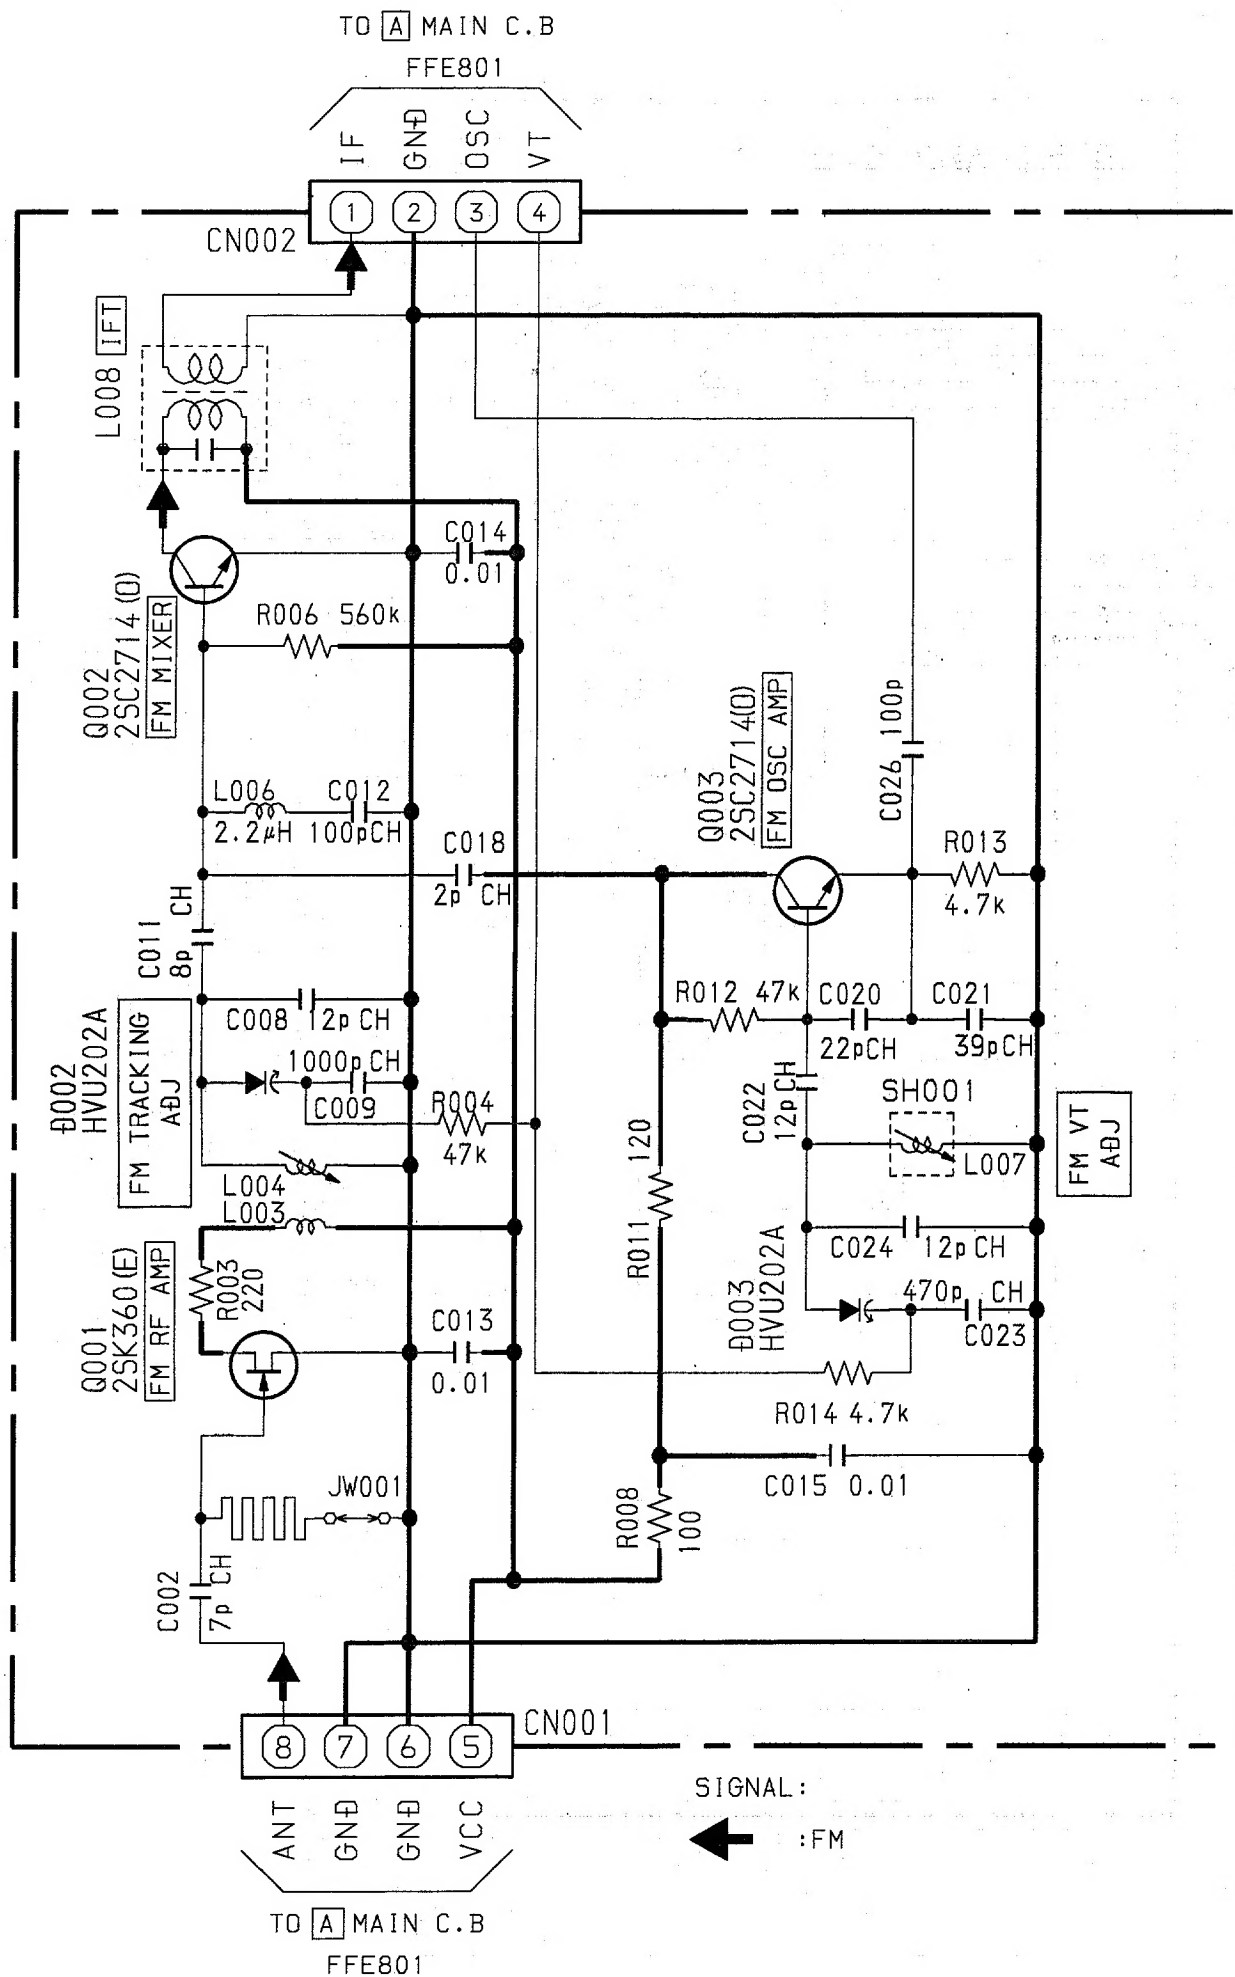 TO A MAIN C.B
FFE801
IF
GND
OSC
VT
1
2
3
4
CN002
L008 IFT
C014
0.01
R006 560k
Q002
2SC2714(O)
FM MIXER
L006
2.2μH
C012
100pCH
C018
2p CH
Q003
2SC2714(O)
FM OSC AMP
C026 100p
R013
4.7k
C011
8p
CH
C008 12p CH
R012 47k
C020
22pCH
C021
39pCH
D002
HVU202A
FM TRACKING
ADJ
1000p CH
C009
R004
47k
C022
12p CH
SH001
L007
FM VT
ADJ
L004
L003
R011
120
C024 12p CH
R003
220
Q001
2SK360(E)
FM RF AMP
C013
0.01
D003
HVU202A
470p CH
C023
R014 4.7k
C015 0.01
JW001
R008
100
C002
7p CH
8
7
6
5
CN001
ANT
GND
GND
VCC
SIGNAL:
:FM
TO A MAIN C.B
FFE801